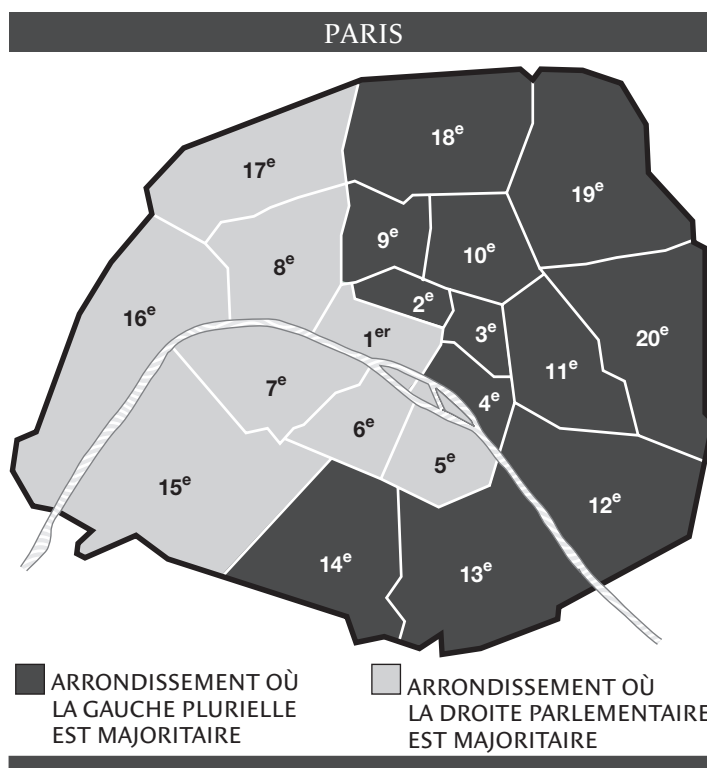 PARIS
18e
17e
19e
9e
10e
8e
2e
16e
3e
1er
20e
11e
7e
4e
6e
5e
15e
12e
14e
13e
ARRONDISSEMENT OÙ
LA GAUCHE PLURIELLE
EST MAJORITAIRE
ARRONDISSEMENT OÙ
LA DROITE PARLEMENTAIRE
EST MAJORITAIRE